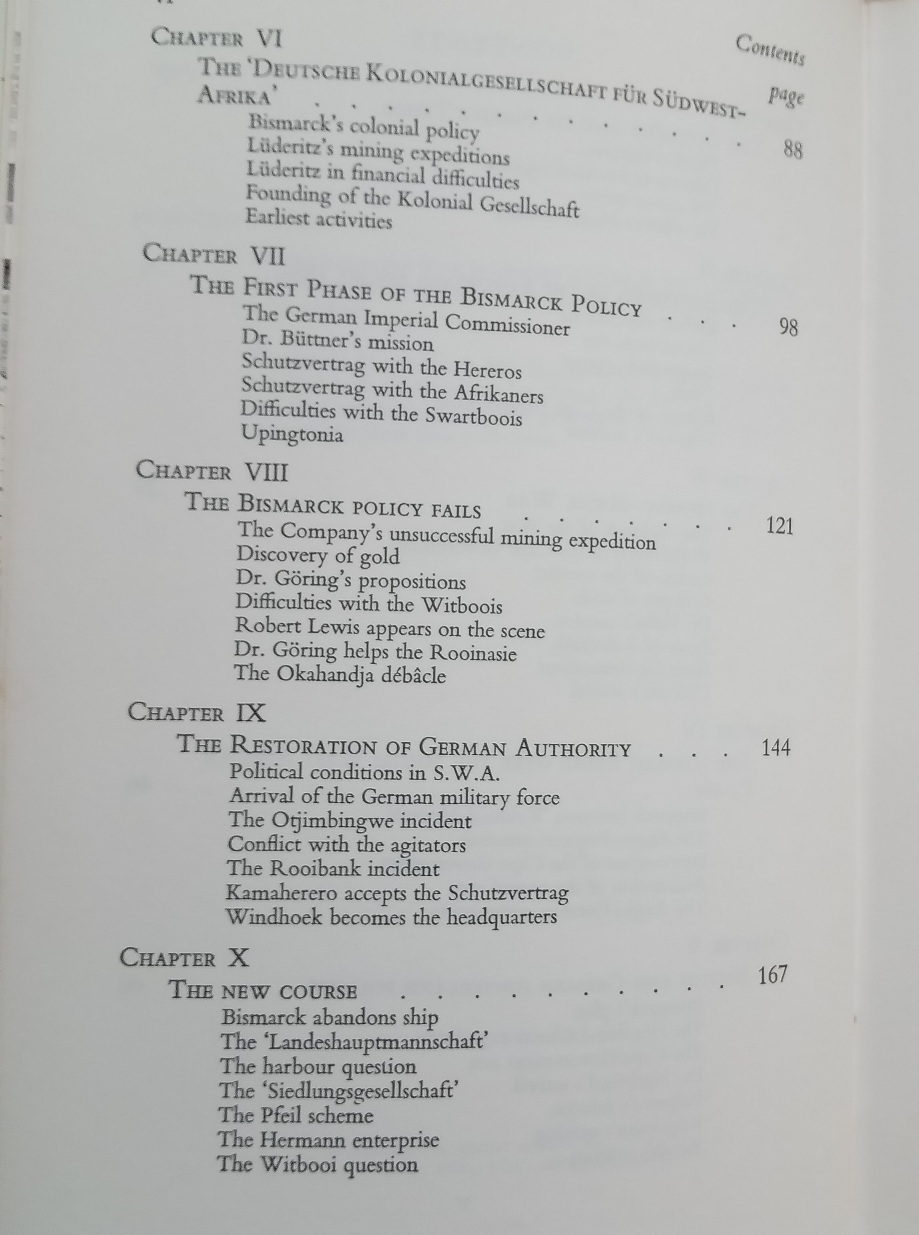 Contents
CHAPTER VI
page
THE 'DEUTSCHE KOLONIALGESELLSCHAFT FÜR SÜDWEST-
AFRIKA' . . . . . . . . . . . 88
Bismarck's colonial policy
Lüderitz's mining expeditions
Lüderitz in financial difficulties
Founding of the Kolonial Gesellschaft
Earliest activities
CHAPTER VII
THE FIRST PHASE OF THE BISMARCK POLICY . . . 98
The German Imperial Commissioner
Dr. Büttner's mission
Schutzvertrag with the Hereros
Schutzvertrag with the Afrikaners
Difficulties with the Swartboois
Upingtonia
CHAPTER VIII
THE BISMARCK POLICY FAILS . . . . . . . 121
The Company's unsuccessful mining expedition
Discovery of gold
Dr. Göring's propositions
Difficulties with the Witboois
Robert Lewis appears on the scene
Dr. Göring helps the Rooinasie
The Okahandja débâcle
CHAPTER IX
THE RESTORATION OF GERMAN AUTHORITY . . . 144
Political conditions in S.W.A.
Arrival of the German military force
The Otjimbingwe incident
Conflict with the agitators
The Rooibank incident
Kamaherero accepts the Schutzvertrag
Windhoek becomes the headquarters
CHAPTER X
THE NEW COURSE . . . . . . . . . . 167
Bismarck abandons ship
The 'Landeshauptmannschaft'
The harbour question
The 'Siedlungsgesellschaft'
The Pfeil scheme
The Hermann enterprise
The Witbooi question